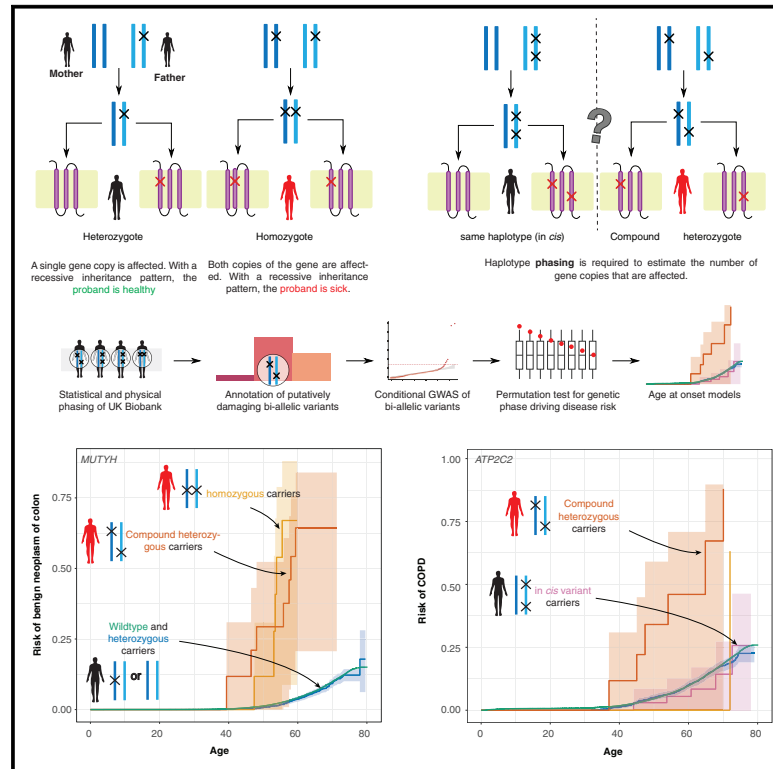 Mother
Father
?
Heterozygote
Homozygote
same haplotype (in cis)
Compound
heterozygote
A single gene copy is affected. With a
recessive inheritance pattern, the
proband is healthy
Both copies of the gene are affect-
ed. With a recessive inheritance
pattern, the proband is sick.
Haplotype phasing is required to estimate the number of
gene copies that are affected.
Statistical and physical
phasing of UK Biobank
Annotation of putatively
damaging bi-allelic variants
Conditional GWAS of
bi-allelic variants
Permutation test for genetic
phase driving disease risk
Age at onset models
MUTYH
Risk of benign neoplasm of colon
0.75
0.50
0.25
0.00
homozygous carriers
Compound heterozy-
gous carriers
Wildtype and
heterozygous
carriers
or
0
20
40
60
80
Age
ATP2C2
Risk of COPD
1.00
0.75
0.50
0.25
0.00
Compound
heterozygous
carriers
in cis variant
carriers
0
20
40
60
80
Age